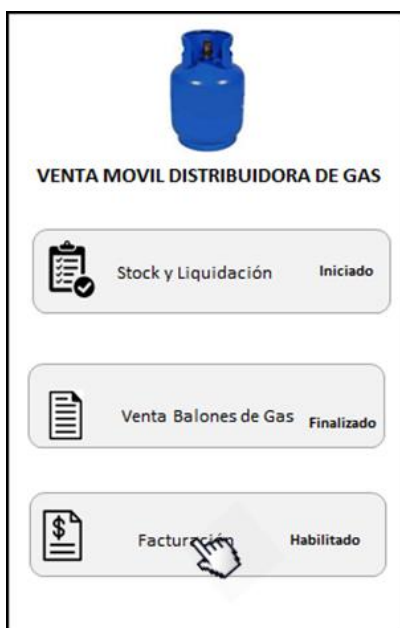 VENTA MOVIL DISTRIBUIDORA DE GAS
Stock y Liquidación Iniciado
Venta Balones de Gas Finalizado
$
Facturación Habilitado